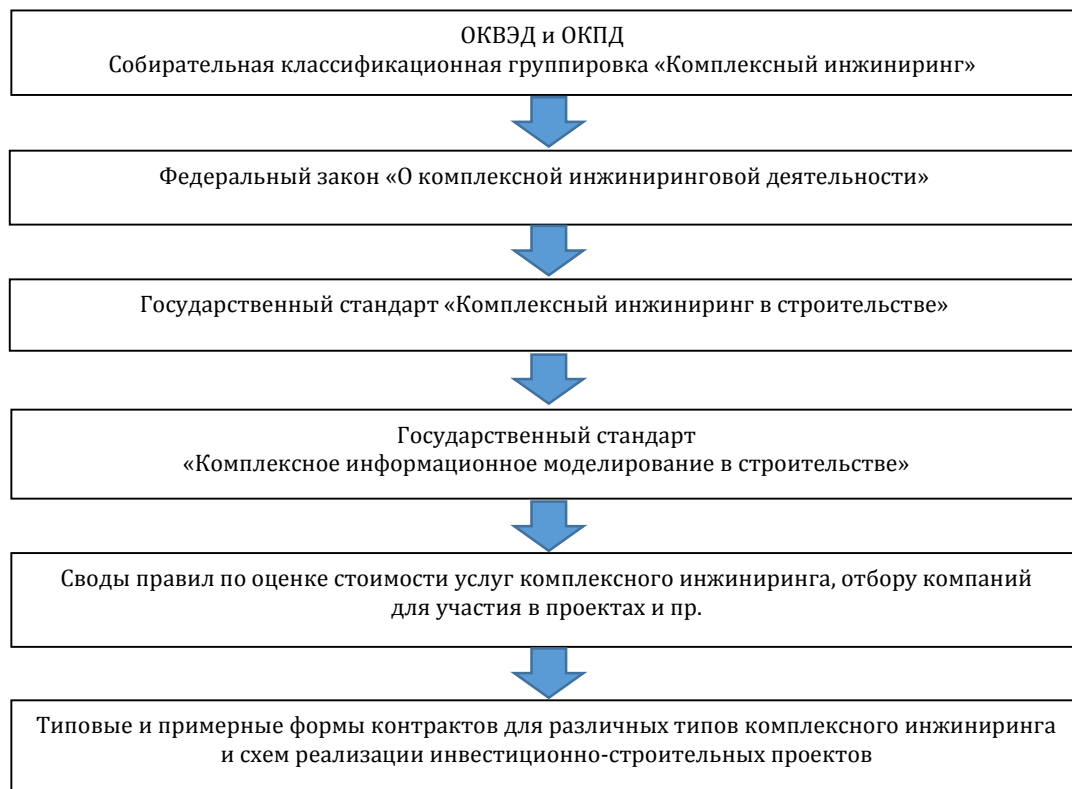 ОКВЭД и ОКПД
Собирательная классификационная группировка «Комплексный инжиниринг»
Федеральный закон «О комплексной инжиниринговой деятельности»
Государственный стандарт «Комплексный инжиниринг в строительстве»
Государственный стандарт
«Комплексное информационное моделирование в строительстве»
Своды правил по оценке стоимости услуг комплексного инжиниринга, отбору компаний
для участия в проектах и пр.
Типовые и примерные формы контрактов для различных типов комплексного инжиниринга
и схем реализации инвестиционно-строительных проектов